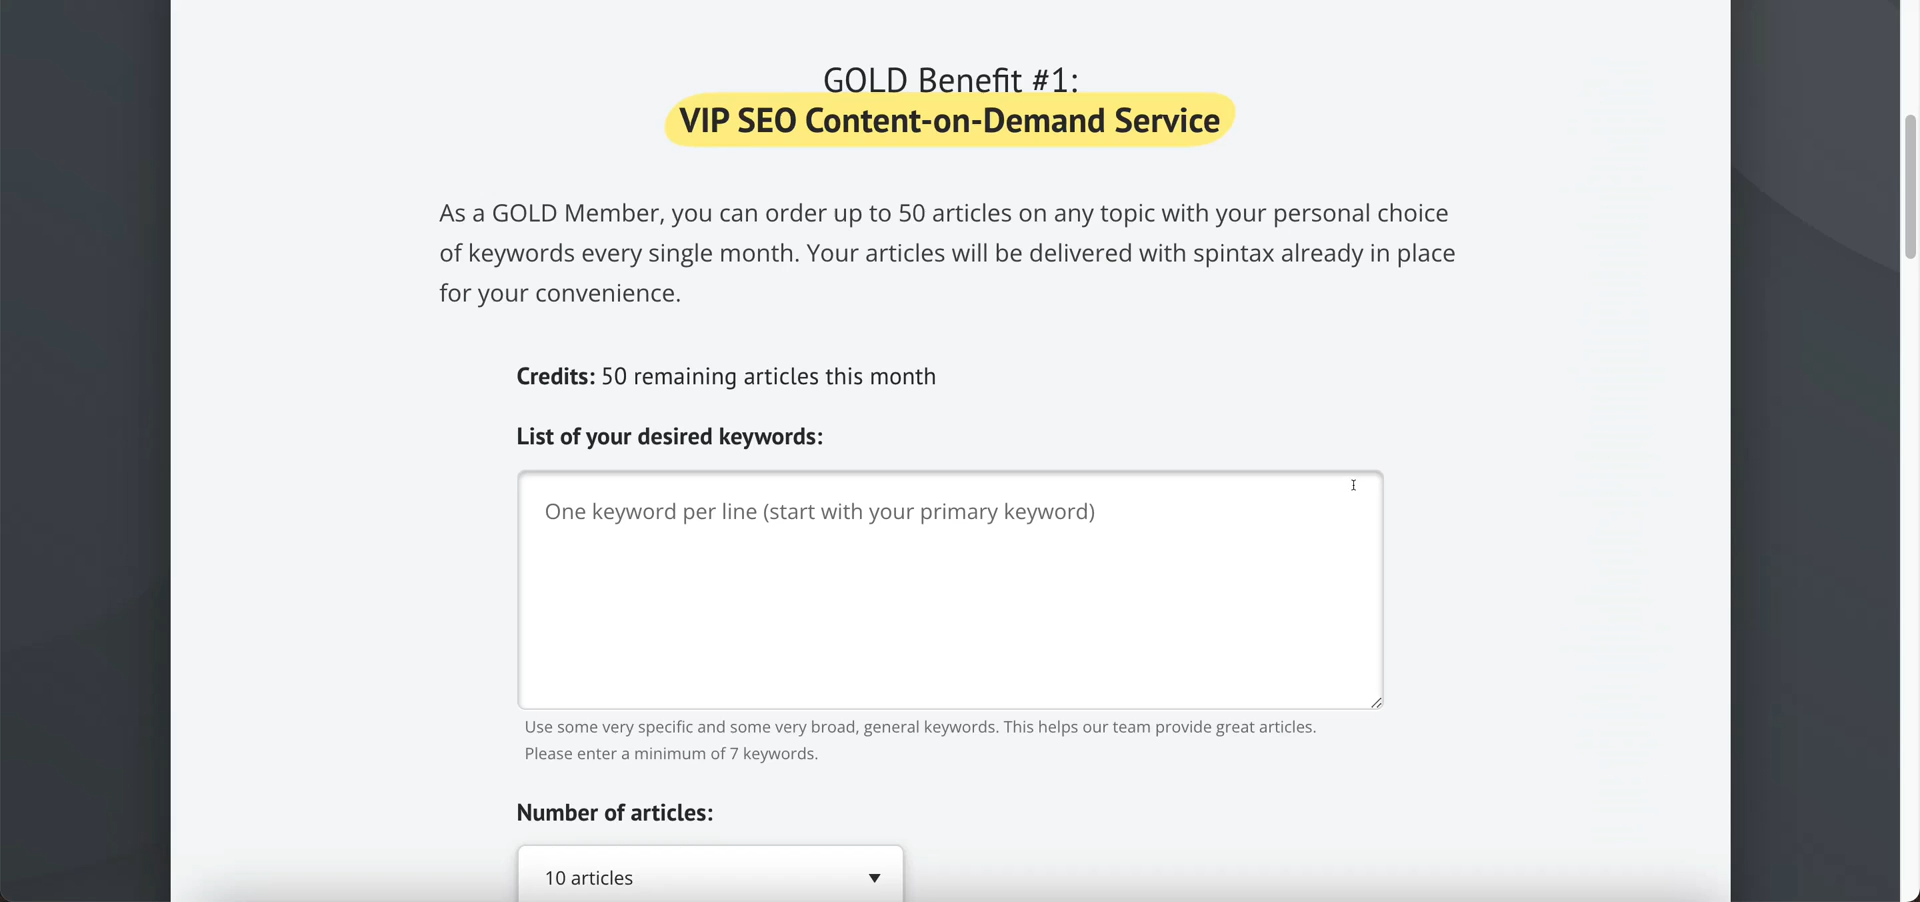 GOLD Benefit #1:
VIP SEO Content-on-Demand Service
As a GOLD Member, you can order up to 50 articles on any topic with your personal choice
of keywords every single month. Your articles will be delivered with spintax already in place
for your convenience.
Credits: 50 remaining articles this month
List of your desired keywords:
One keyword per line (start with your primary keyword)
Use some very specific and some very broad, general keywords. This helps our team provide great articles.
Please enter a minimum of 7 keywords.
Number of articles:
10 articles